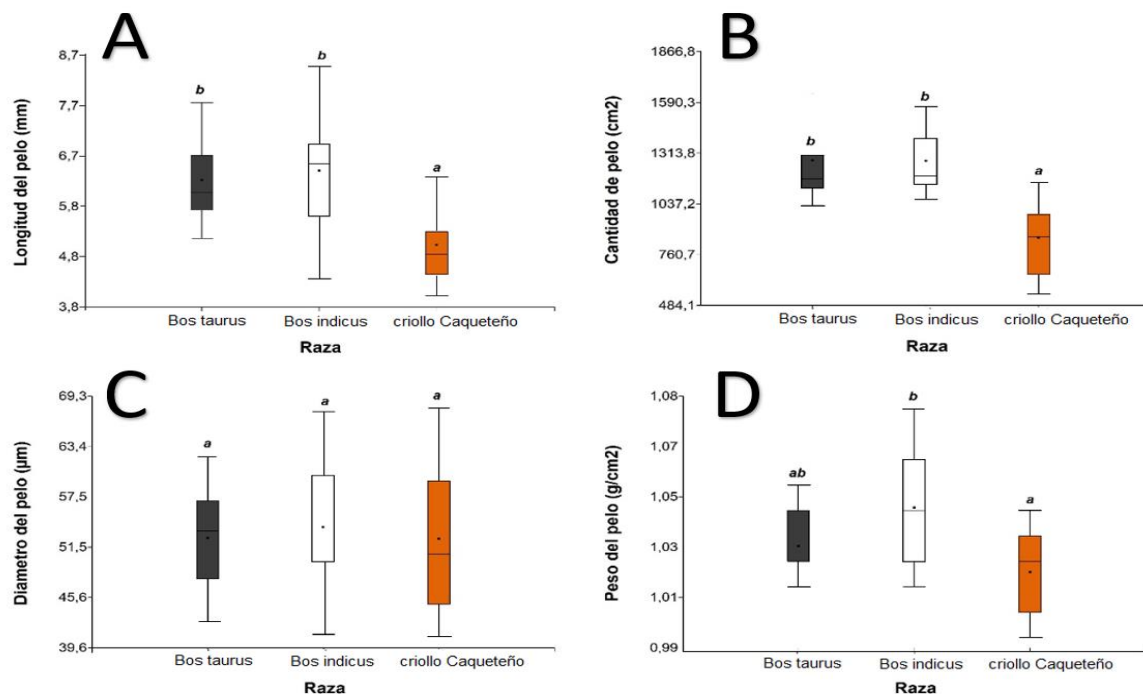 A
Longitud del pelo (mm)
8,7
7,7
6,7
5,8
4,8
3,8
b
b
a
Bos taurus
Bos indicus
criollo Caqueteño
Raza
B
Cantidad de pelo (cm2)
1866,8
1590,3
1313,8
1037,2
760,7
484,1
b
b
a
Bos taurus
Bos indicus
criollo Caqueteño
Raza
C
Diametro del pelo (µm)
69,3
63,4
57,5
51,5
45,6
39,6
a
a
a
Bos taurus
Bos indicus
criollo Caqueteño
Raza
D
Peso del pelo (g/cm2)
1,08
1,07
1,05
1,03
1,01
0,99
ab
b
a
Bos taurus
Bos indicus
criollo Caqueteño
Raza